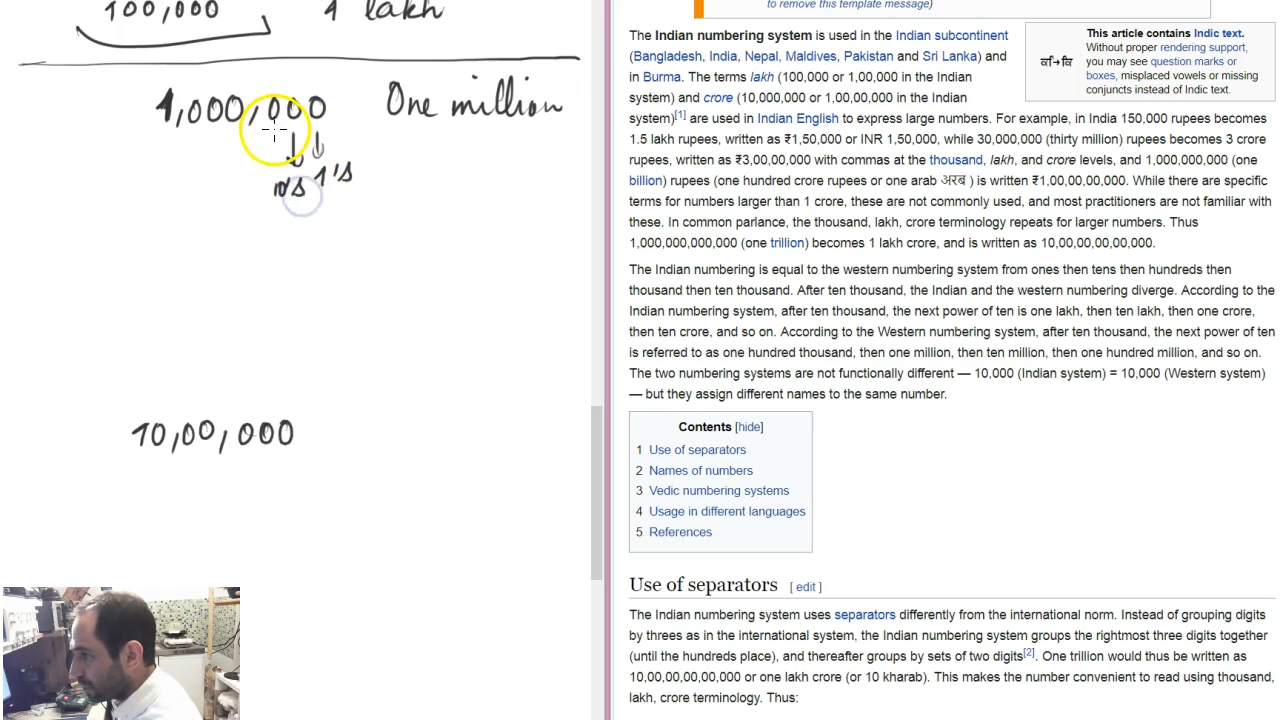 100,000 1 lakh
1,000,000 One million
10's 1's
10,00,000
to remove this template message)
The Indian numbering system is used in the Indian subcontinent
(Bangladesh, India, Nepal, Maldives, Pakistan and Sri Lanka) and
in Burma. The terms lakh (100,000 or 1,00,000 in the Indian
system) and crore (10,000,000 or 1,00,00,000 in the Indian
system)[1] are used in Indian English to express large numbers. For example, in India 150,000 rupees becomes
1.5 lakh rupees, written as ₹1,50,000 or INR 1,50,000, while 30,000,000 (thirty million) rupees becomes 3 crore
rupees, written as ₹3,00,00,000 with commas at the thousand, lakh, and crore levels, and 1,000,000,000 (one
billion) rupees (one hundred crore rupees or one arab अरब ) is written ₹1,00,00,00,000. While there are specific
terms for numbers larger than 1 crore, these are not commonly used, and most practitioners are not familiar with
these. In common parlance, the thousand, lakh, crore terminology repeats for larger numbers. Thus
1,000,000,000,000 (one trillion) becomes 1 lakh crore, and is written as 10,00,00,00,00,000.
This article contains Indic text.
Without proper rendering support,
you may see question marks or
boxes, misplaced vowels or missing
conjuncts instead of Indic text.
The Indian numbering is equal to the western numbering system from ones then tens then hundreds then
thousand then ten thousand. After ten thousand, the Indian and the western numbering diverge. According to the
Indian numbering system, after ten thousand, the next power of ten is one lakh, then ten lakh, then one crore,
then ten crore, and so on. According to the Western numbering system, after ten thousand, the next power of ten
is referred to as one hundred thousand, then one million, then ten million, then one hundred million, and so on.
The two numbering systems are not functionally different — 10,000 (Indian system) = 10,000 (Western system)
— but they assign different names to the same number.
Contents [hide]
1 Use of separators
2 Names of numbers
3 Vedic numbering systems
4 Usage in different languages
5 References
Use of separators [ edit ]
The Indian numbering system uses separators differently from the international norm. Instead of grouping digits
by threes as in the international system, the Indian numbering system groups the rightmost three digits together
(until the hundreds place), and thereafter groups by sets of two digits[2]. One trillion would thus be written as
10,00,00,00,00,000 or one lakh crore (or 10 kharab). This makes the number convenient to read using thousand,
lakh, crore terminology. Thus: